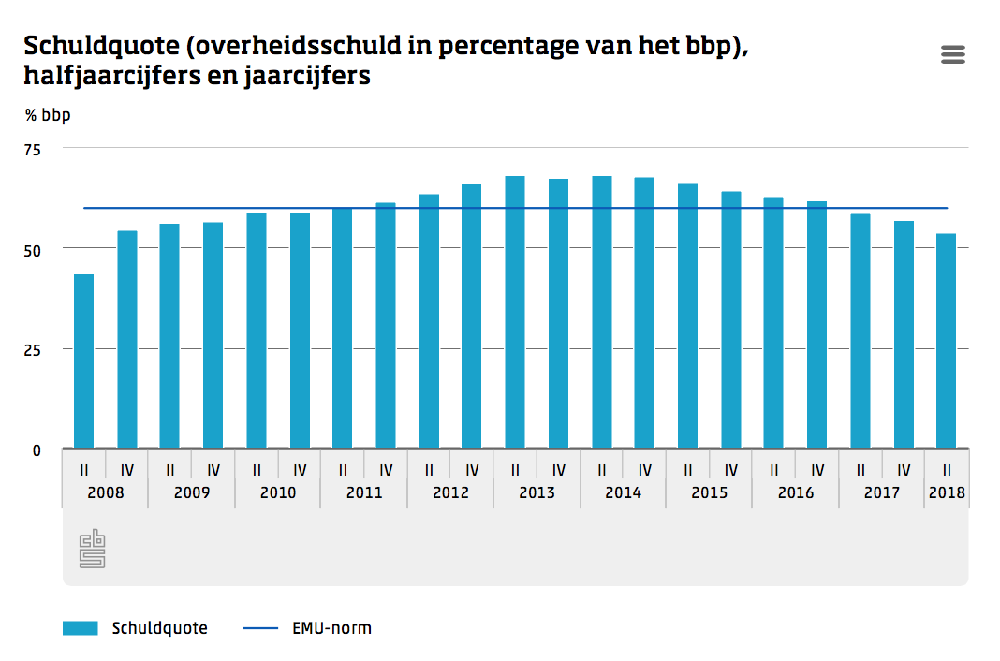 Schuldquote (overheidsschuld in percentage van het bbp),
halfjaarcijfers en jaarcijfers
% bbp
75
50
25
0
II IV II IV II IV II IV II IV II IV II IV II IV II IV II IV II
2008 2009 2010 2011 2012 2013 2014 2015 2016 2017 2018
cbs
Schuldquote EMU-norm